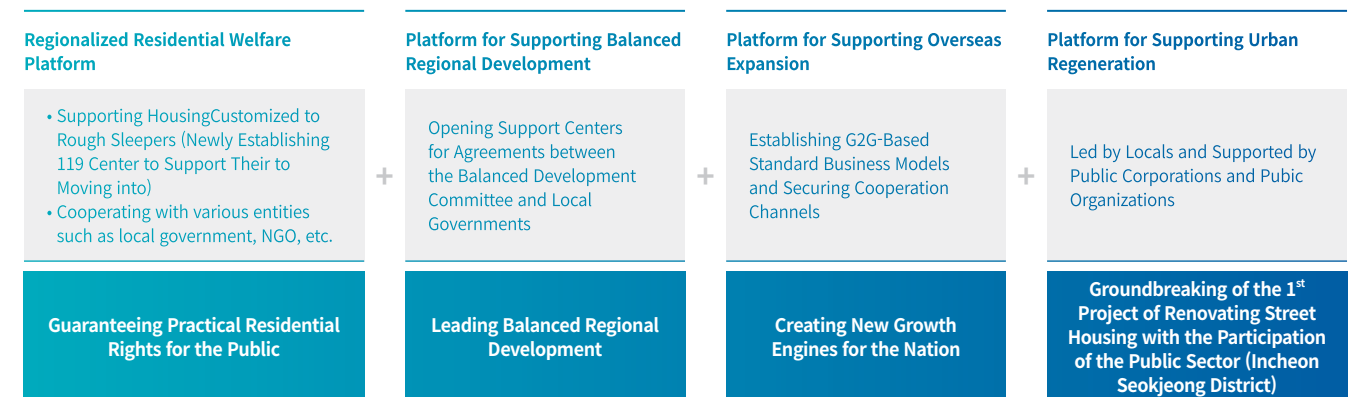 Regionalized Residential Welfare
Platform
• Supporting HousingCustomized to
Rough Sleepers (Newly Establishing
119 Center to Support Their to
Moving into)
• Cooperating with various entities
such as local government, NGO, etc.
Guaranteeing Practical Residential
Rights for the Public
+
Platform for Supporting Balanced
Regional Development
Opening Support Centers
for Agreements between
the Balanced Development
Committee and Local
Governments
Leading Balanced Regional
Development
+
Platform for Supporting Overseas
Expansion
Establishing G2G-Based
Standard Business Models
and Securing Cooperation
Channels
Creating New Growth
Engines for the Nation
+
Platform for Supporting Urban
Regeneration
Led by Locals and Supported by
Public Corporations and Pubic
Organizations
Groundbreaking of the 1st
Project of Renovating Street
Housing with the Participation
of the Public Sector (Incheon
Seokjeong District)